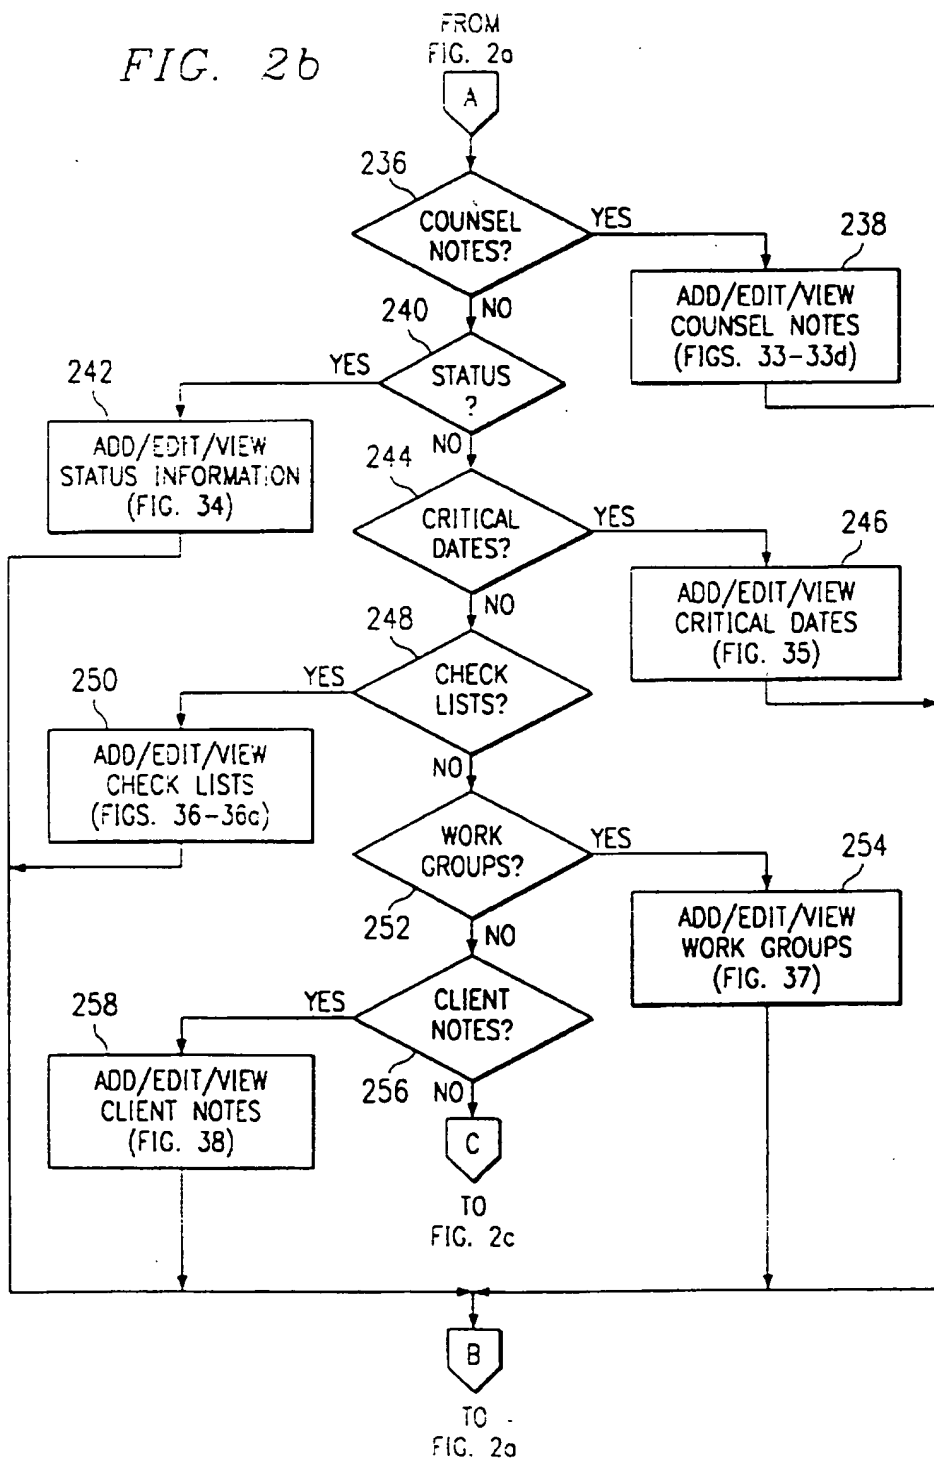 FIG. 2b
FROM
FIG. 2a
A
236
COUNSEL
NOTES?
YES
238
ADD/EDIT/VIEW
COUNSEL NOTES
(FIGS. 33-33d)
NO
240
STATUS
?
YES
242
ADD/EDIT/VIEW
STATUS INFORMATION
(FIG. 34)
NO
244
CRITICAL
DATES?
YES
246
ADD/EDIT/VIEW
CRITICAL DATES
(FIG. 35)
NO
248
CHECK
LISTS?
YES
250
ADD/EDIT/VIEW
CHECK LISTS
(FIGS. 36-36c)
NO
WORK
GROUPS?
252
YES
254
ADD/EDIT/VIEW
WORK GROUPS
(FIG. 37)
NO
CLIENT
NOTES?
256
YES
258
ADD/EDIT/VIEW
CLIENT NOTES
(FIG. 38)
NO
C
TO
FIG. 2c
B
TO
FIG. 2a